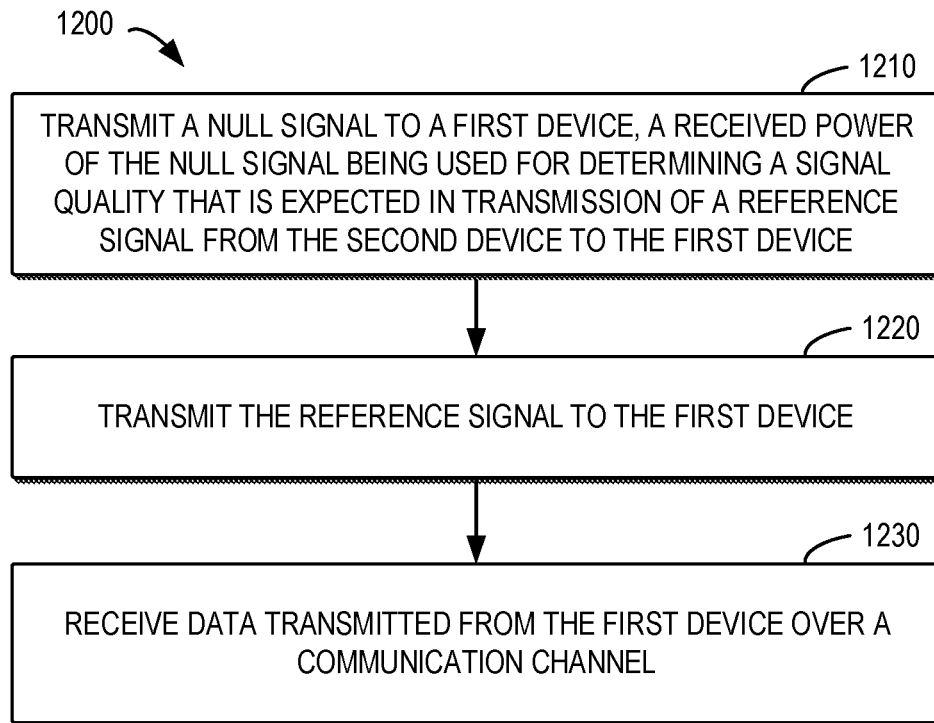 1200
1210
TRANSMIT A NULL SIGNAL TO A FIRST DEVICE, A RECEIVED POWER
OF THE NULL SIGNAL BEING USED FOR DETERMINING A SIGNAL
QUALITY THAT IS EXPECTED IN TRANSMISSION OF A REFERENCE
SIGNAL FROM THE SECOND DEVICE TO THE FIRST DEVICE
1220
TRANSMIT THE REFERENCE SIGNAL TO THE FIRST DEVICE
1230
RECEIVE DATA TRANSMITTED FROM THE FIRST DEVICE OVER A
COMMUNICATION CHANNEL